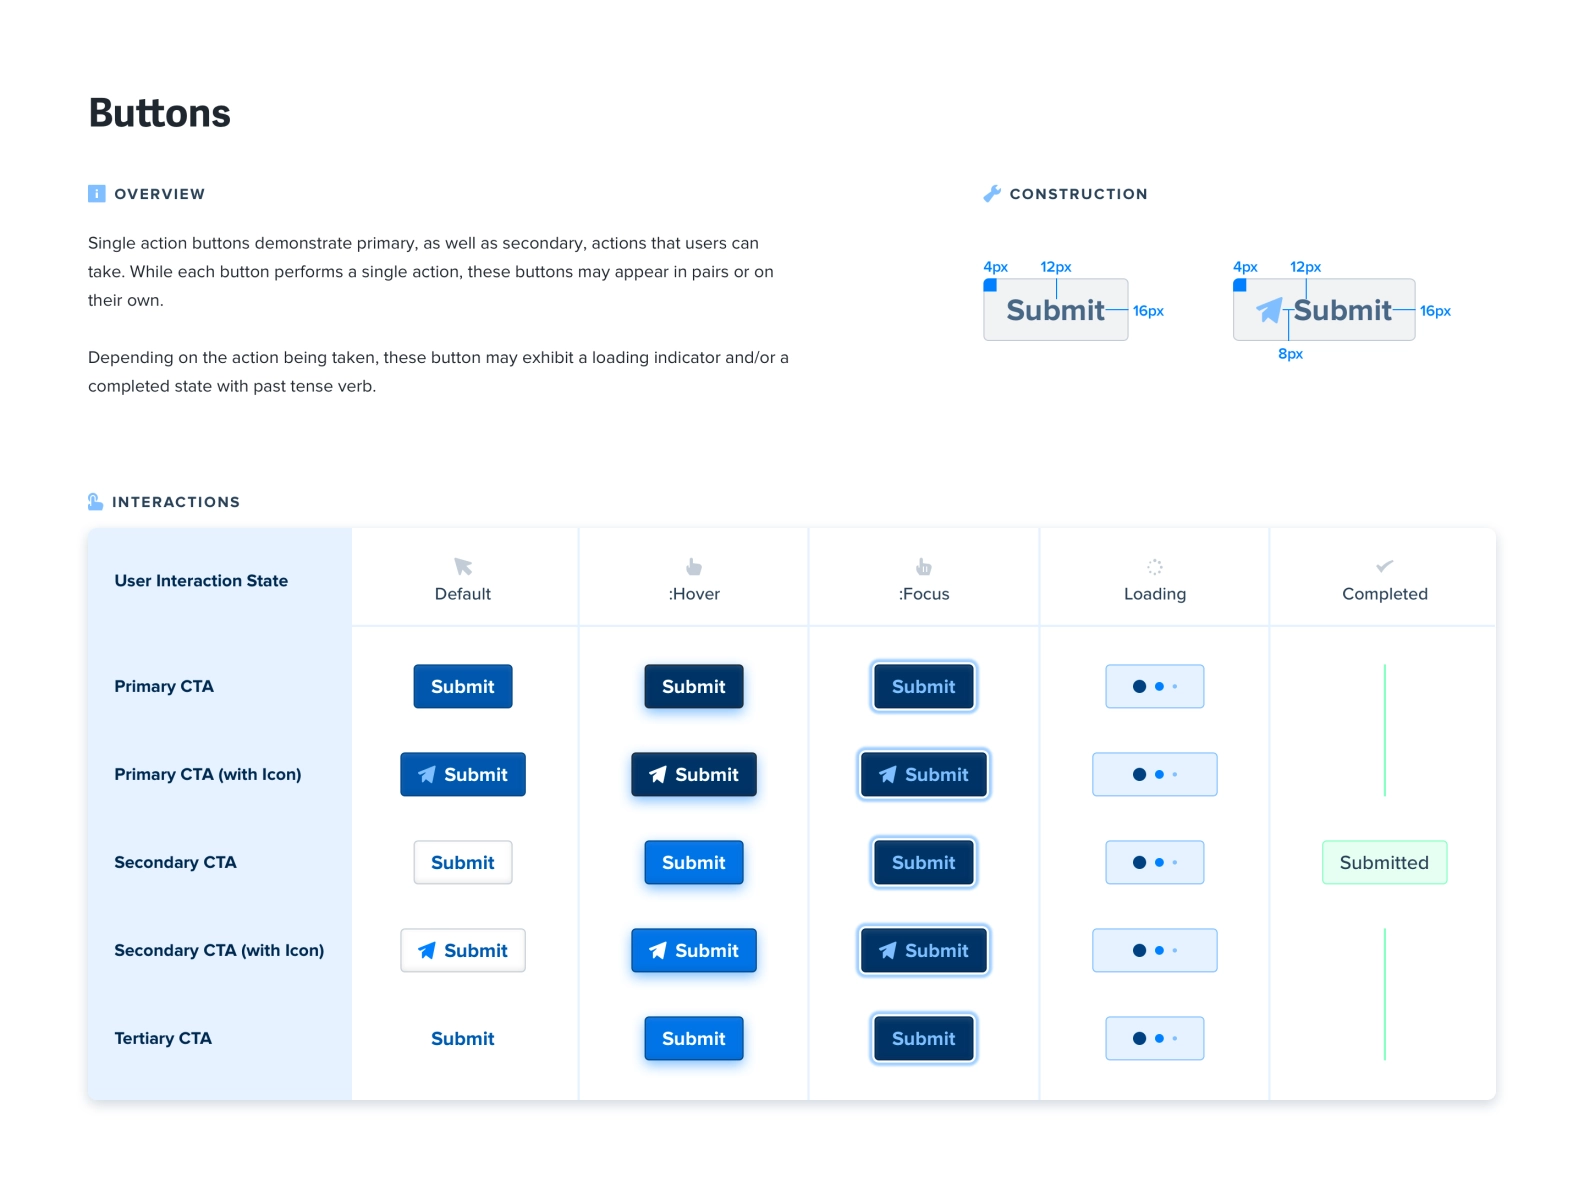 Buttons
OVERVIEW
Single action buttons demonstrate primary, as well as secondary, actions that users can
take. While each button performs a single action, these buttons may appear in pairs or on
their own.
Depending on the action being taken, these button may exhibit a loading indicator and/or a
completed state with past tense verb.
CONSTRUCTION
4px 12px
Submit 16px
4px 12px
Submit 16px
8px
INTERACTIONS
User Interaction State Default :Hover :Focus Loading Completed
Primary CTA Submit Submit Submit
Primary CTA (with Icon) Submit Submit Submit
Secondary CTA Submit Submit Submit Submitted
Secondary CTA (with Icon) Submit Submit Submit
Tertiary CTA Submit Submit Submit